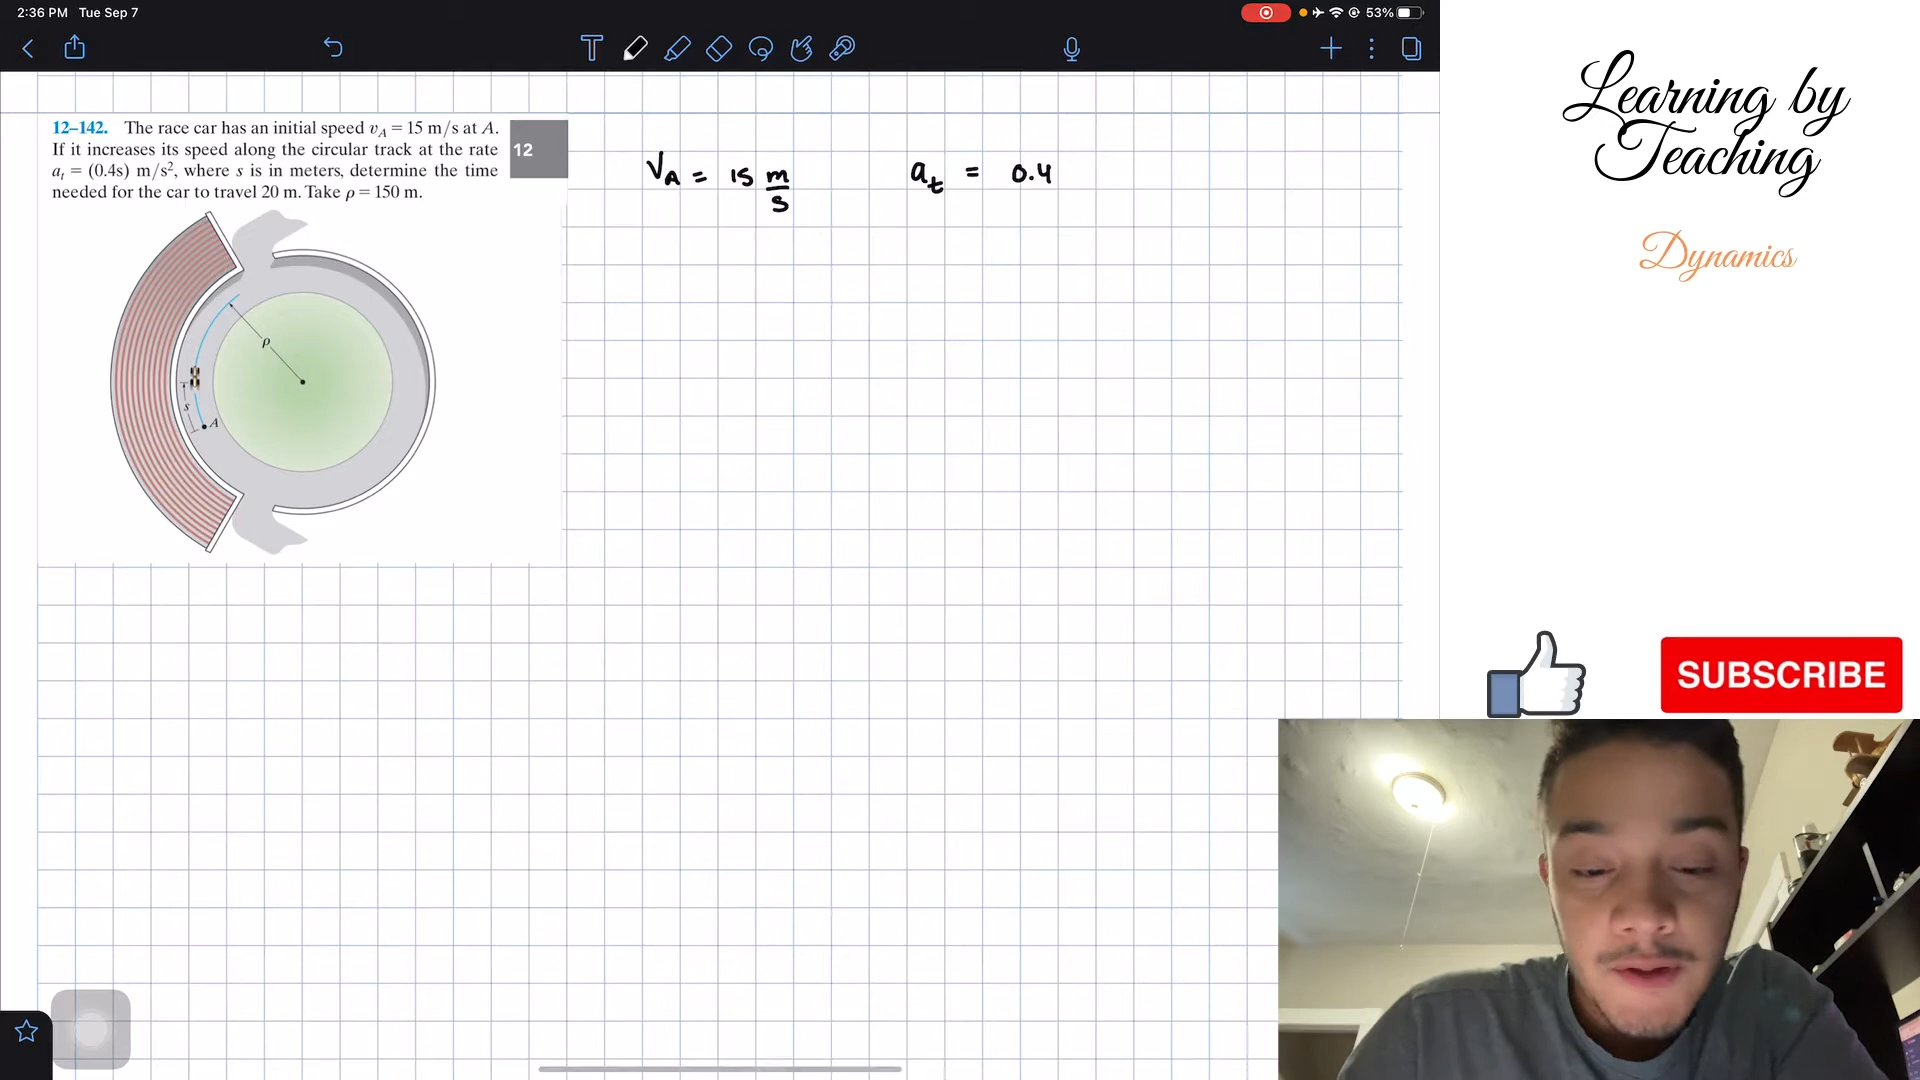 2:36 PM Tue Sep 7
53%
12–142. The race car has an initial speed v_A = 15 m/s at A.
If it increases its speed along the circular track at the rate
a_t = (0.4s) m/s², where s is in meters, determine the time
needed for the car to travel 20 m. Take ρ = 150 m.
12
ρ
s
A
V_A = 15 m/s
a_t = 0.4
Learning by
Teaching
Dynamics
SUBSCRIBE